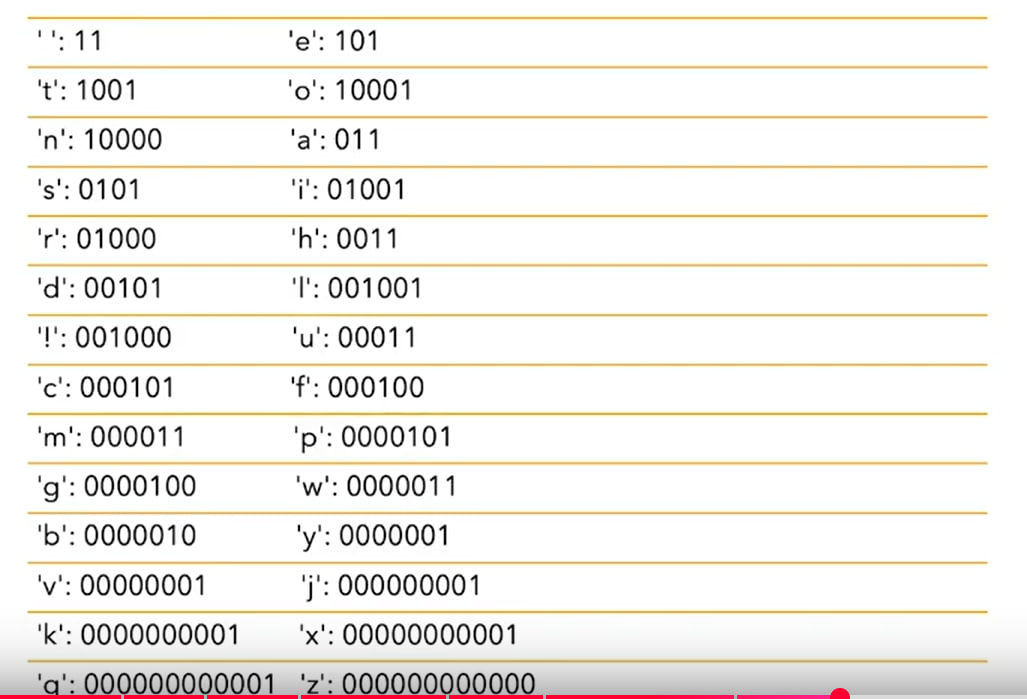 ' ': 11 'e': 101
't': 1001 'o': 10001
'n': 10000 'a': 011
's': 0101 'i': 01001
'r': 01000 'h': 0011
'd': 00101 'l': 001001
'!': 001000 'u': 00011
'c': 000101 'f': 000100
'm': 000011 'p': 0000101
'g': 0000100 'w': 0000011
'b': 0000010 'y': 0000001
'v': 00000001 'j': 000000001
'k': 0000000001 'x': 00000000001
'q': 000000000001 'z': 000000000000